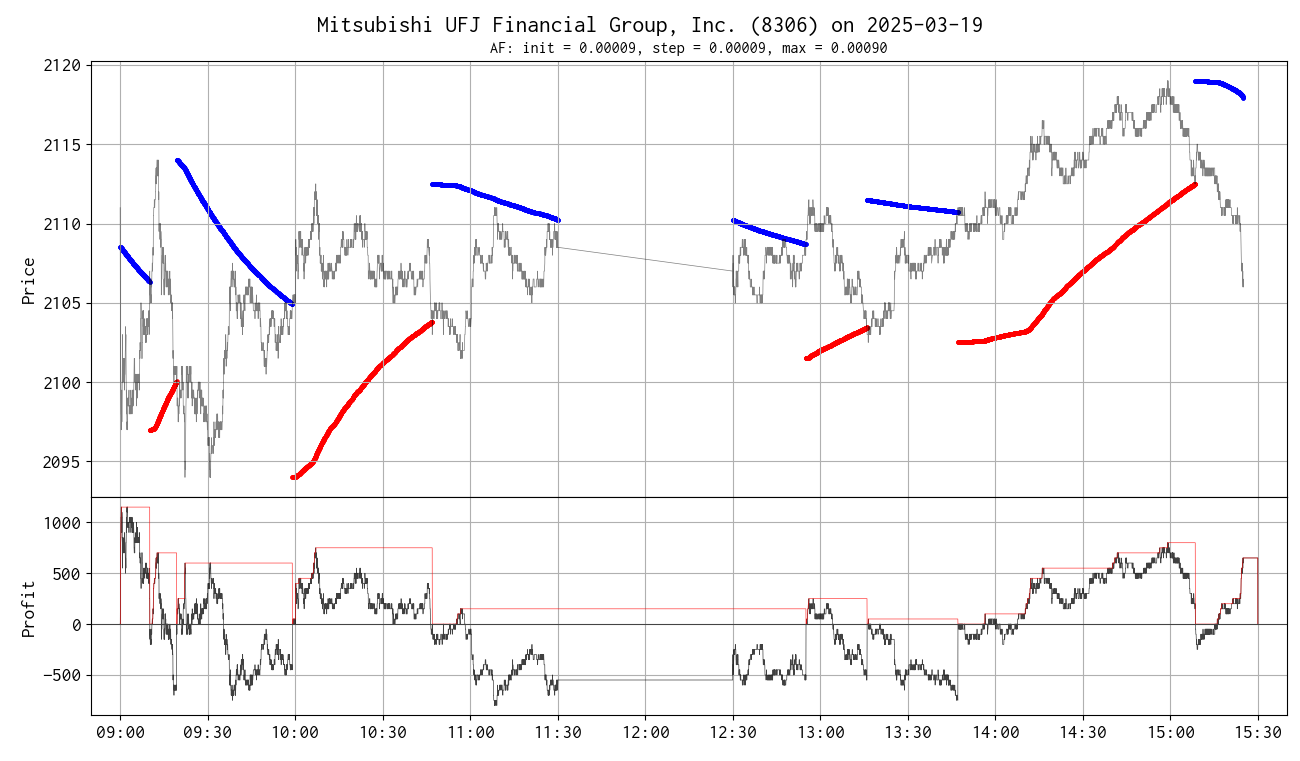 Mitsubishi UFJ Financial Group, Inc. (8306) on 2025-03-19
AF: init = 0.00009, step = 0.00009, max = 0.00090
Price
2120
2115
2110
2105
2100
2095
Profit
1000
500
0
−500
09:00 09:30 10:00 10:30 11:00 11:30 12:00 12:30 13:00 13:30 14:00 14:30 15:00 15:30